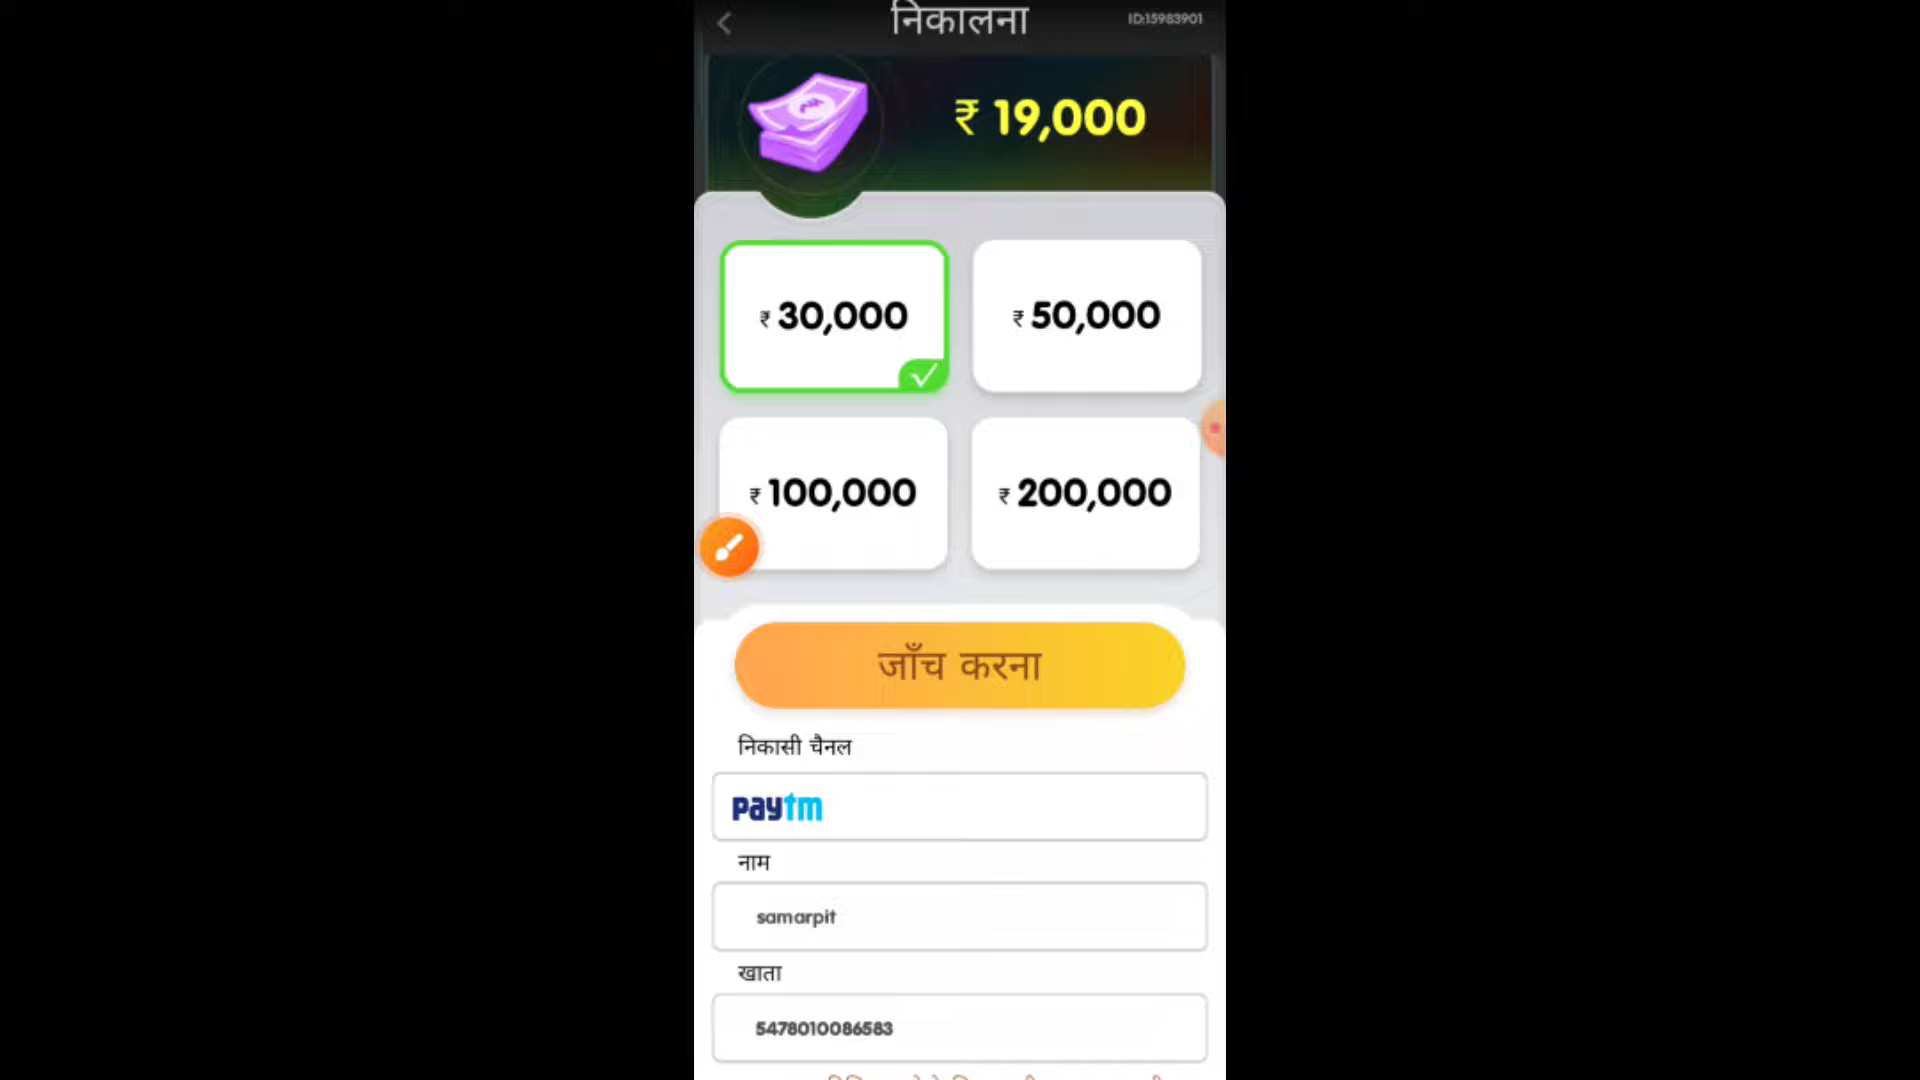 निकालना
ID:15983901
₹ 19,000
₹ 30,000
₹ 50,000
₹ 100,000
₹ 200,000
जाँच करना
निकासी चैनल
paytm
नाम
samarpit
खाता
5478010086583